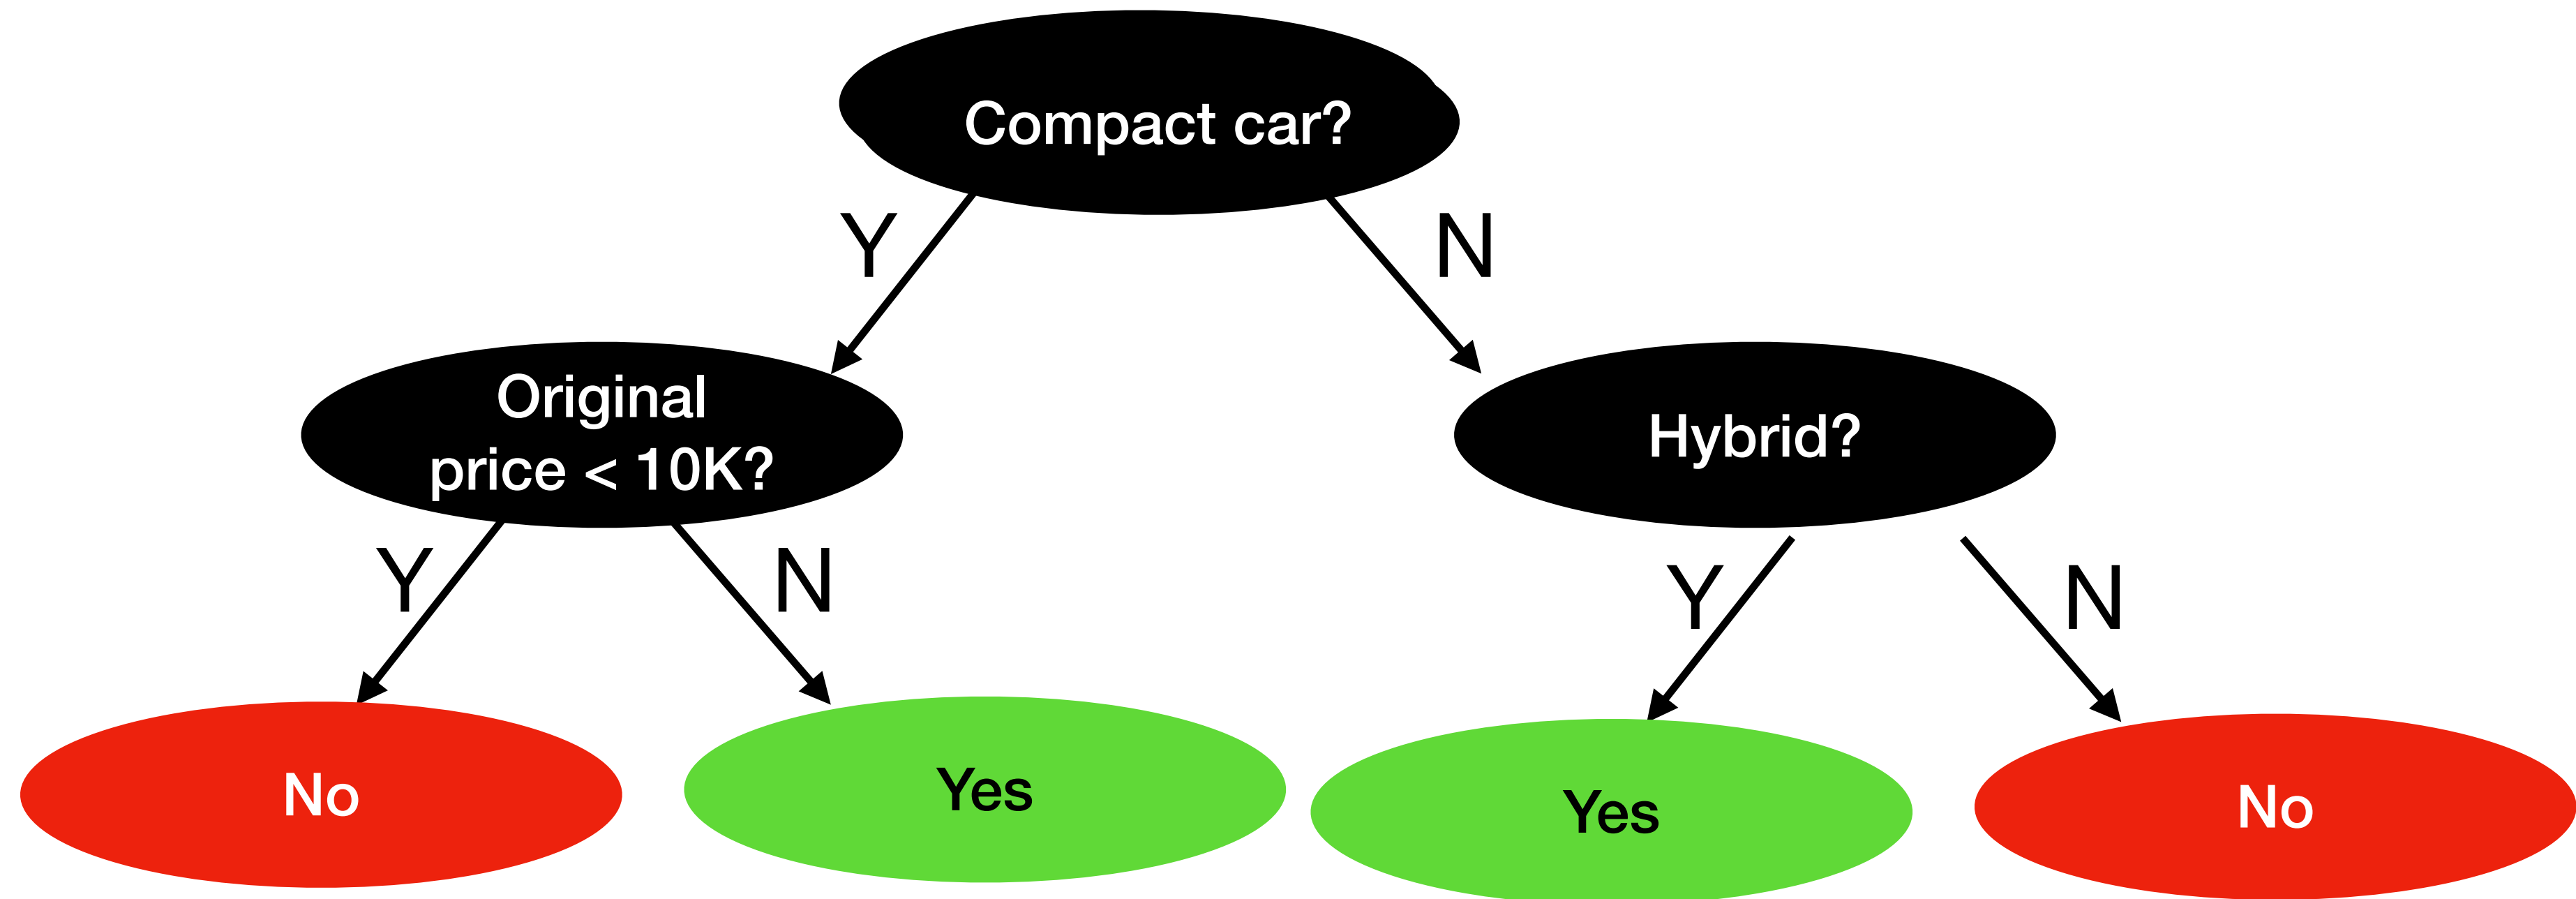 Compact car?
Y
N
Original
price < 10K?
Hybrid?
Y
N
Y
N
No
Yes
Yes
No